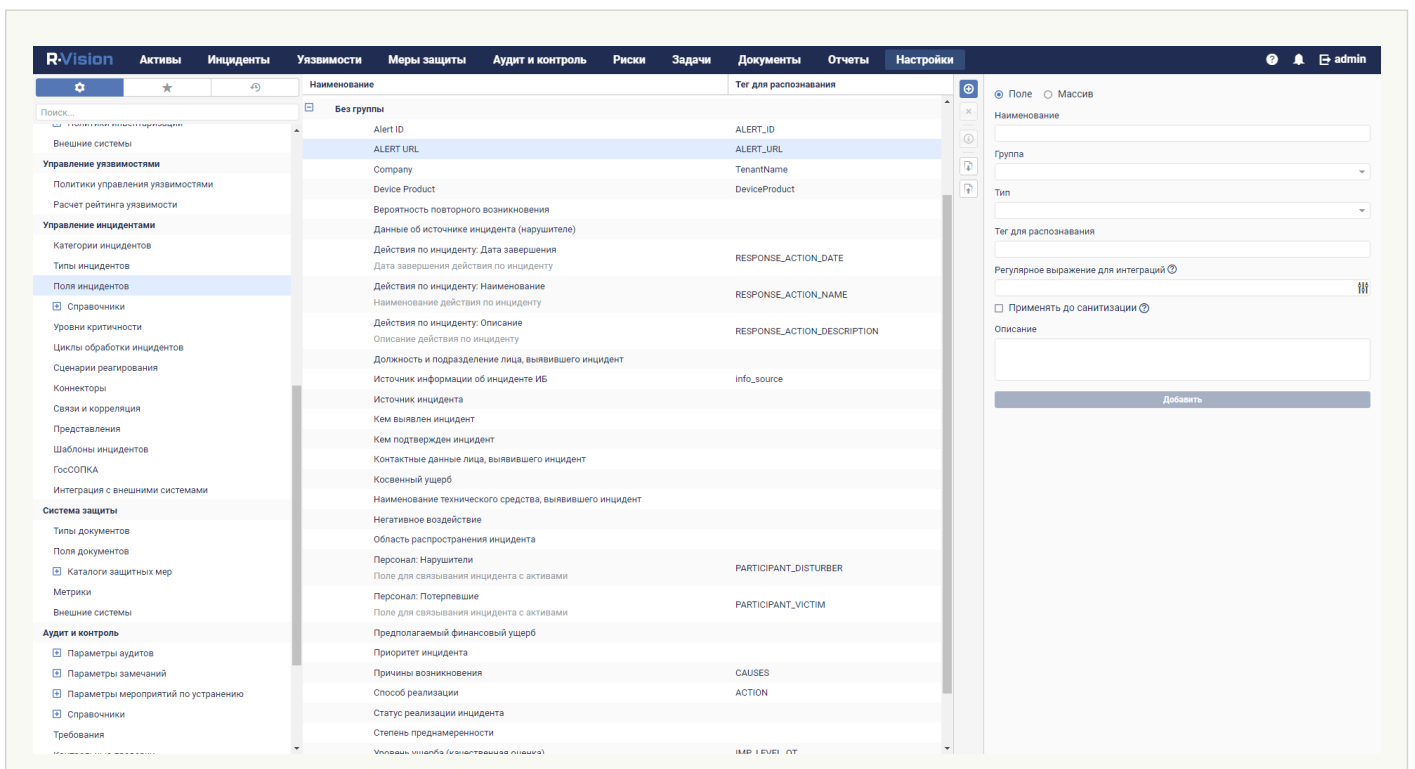 R·Vision Активы Инциденты Уязвимости Меры защиты Аудит и контроль Риски Задачи Документы Отчеты Настройки admin
Поиск...
Политики инвентаризации
Внешние системы
Управление уязвимостями
Политики управления уязвимостями
Расчет рейтинга уязвимости
Управление инцидентами
Категории инцидентов
Типы инцидентов
Поля инцидентов
Справочники
Уровни критичности
Циклы обработки инцидентов
Сценарии реагирования
Коннекторы
Связи и корреляция
Представления
Шаблоны инцидентов
ГосСОПКА
Интеграция с внешними системами
Система защиты
Типы документов
Поля документов
Каталоги защитных мер
Метрики
Внешние системы
Аудит и контроль
Параметры аудитов
Параметры замечаний
Параметры мероприятий по устранению
Справочники
Требования
Наименование Тег для распознавания
Без группы
Alert ID ALERT_ID
ALERT URL ALERT_URL
Company TenantName
Device Product DeviceProduct
Вероятность повторного возникновения
Данные об источнике инцидента (нарушителе)
Действия по инциденту: Дата завершения
Дата завершения действия по инциденту
RESPONSE_ACTION_DATE
Действия по инциденту: Наименование
Наименование действия по инциденту
RESPONSE_ACTION_NAME
Действия по инциденту: Описание
Описание действия по инциденту
RESPONSE_ACTION_DESCRIPTION
Должность и подразделение лица, выявившего инцидент
Источник информации об инциденте ИБ info_source
Источник инцидента
Кем выявлен инцидент
Кем подтвержден инцидент
Контактные данные лица, выявившего инцидент
Косвенный ущерб
Наименование технического средства, выявившего инцидент
Негативное воздействие
Область распространения инцидента
Персонал: Нарушители
Поле для связывания инцидента с активами
PARTICIPANT_DISTURBER
Персонал: Потерпевшие
Поле для связывания инцидента с активами
PARTICIPANT_VICTIM
Предполагаемый финансовый ущерб
Приоритет инцидента
Причины возникновения CAUSES
Способ реализации ACTION
Статус реализации инцидента
Степень преднамеренности
Уровень ущерба (качественная оценка) IMP_LEVEL_OT
Поле Массив
Наименование
Группа
Тип
Тег для распознавания
Регулярное выражение для интеграций
Применять до санитизации
Описание
Добавить